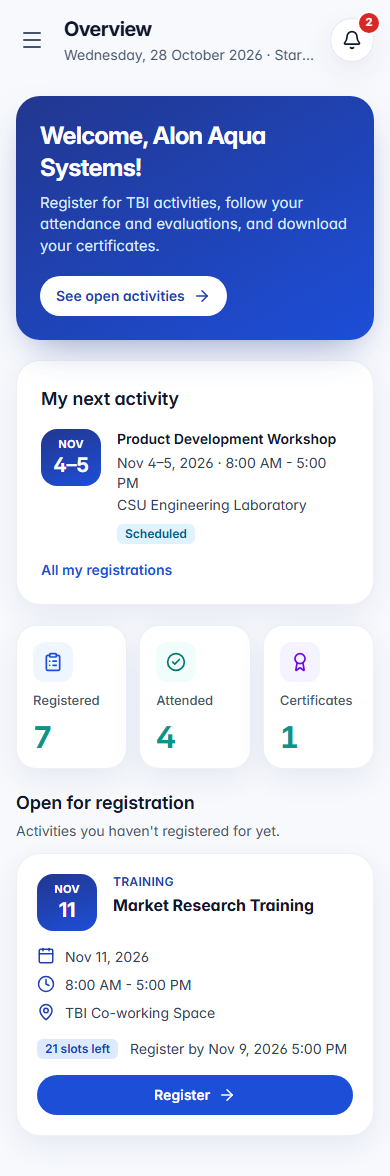 Overview
Wednesday, 28 October 2026 · Star...
2
Welcome, Alon Aqua
Systems!
Register for TBI activities, follow your
attendance and evaluations, and download
your certificates.
See open activities
My next activity
NOV
4–5
Product Development Workshop
Nov 4–5, 2026 · 8:00 AM - 5:00
PM
CSU Engineering Laboratory
Scheduled
All my registrations
Registered
7
Attended
4
Certificates
1
Open for registration
Activities you haven't registered for yet.
NOV
11
TRAINING
Market Research Training
Nov 11, 2026
8:00 AM - 5:00 PM
TBI Co-working Space
21 slots left
Register by Nov 9, 2026 5:00 PM
Register